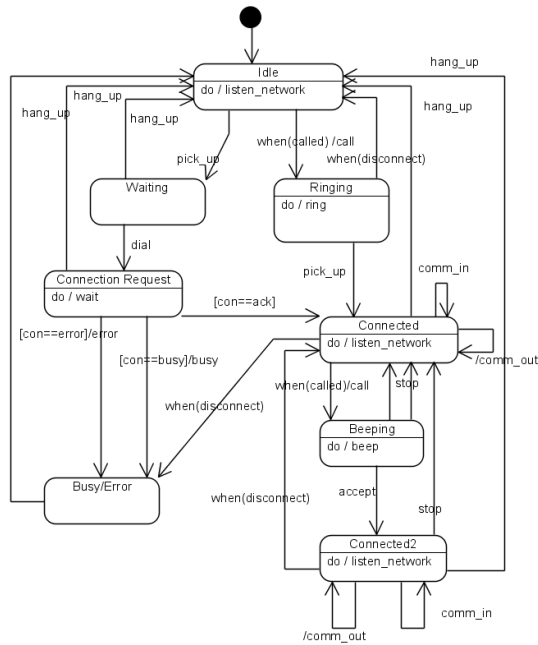 hang_up
Idle
do / listen_network
hang_up
hang_up
hang_up
hang_up
pick_up
when(called) /call
when(disconnect)
Waiting
Ringing
do / ring
dial
Connection Request
do / wait
pick_up
comm_in
[con==ack]
[con==error]/error
[con==busy]/busy
Connected
do / listen_network
/comm_out
when(called)/call
stop
when(disconnect)
Beeping
do / beep
Busy/Error
when(disconnect)
accept
stop
Connected2
do / listen_network
comm_in
/comm_out